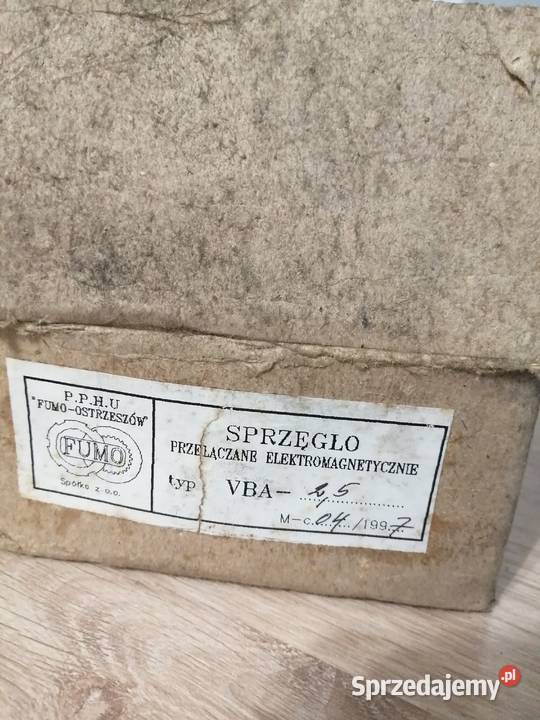 P.P.H.U
"FUMO-OSTRZESZÓW"
FUMO
Spółka z o.o.
SPRZĘGŁO
PRZEŁĄCZANE ELEKTROMAGNETYCZNIE
typ VBA- 2,5
M-c. 04 /1997
Sprzedajemy.pl